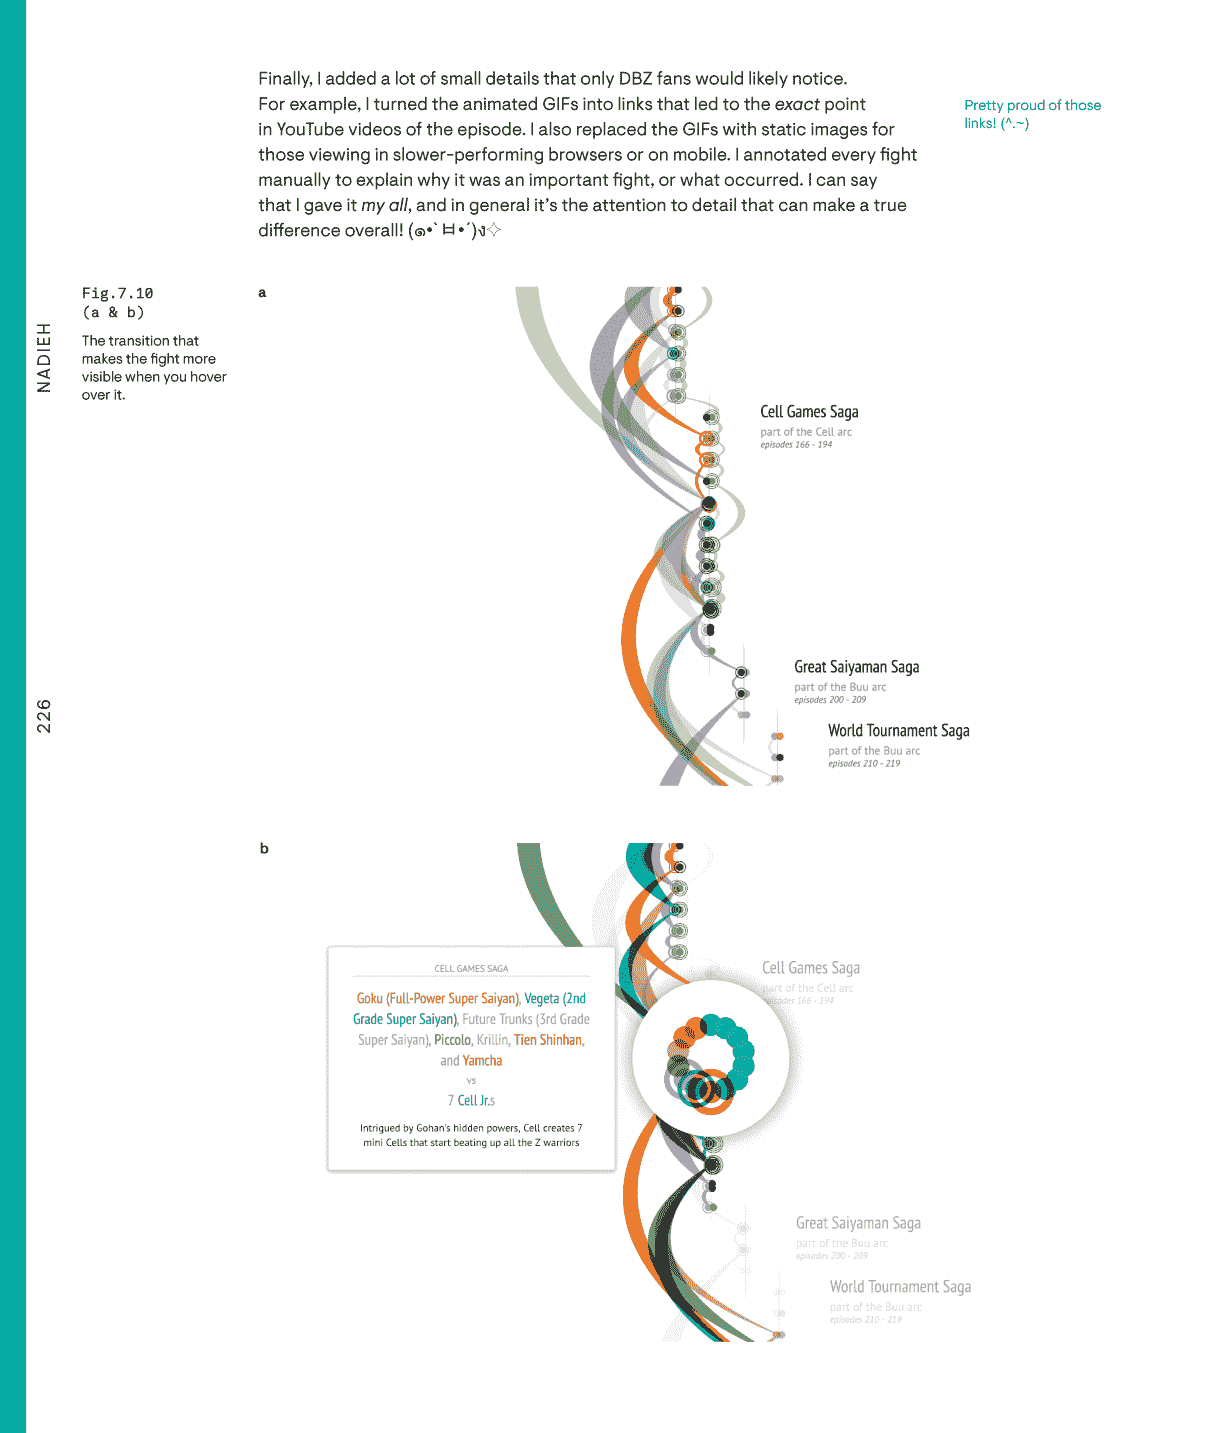 Finally, I added a lot of small details that only DBZ fans would likely notice.
For example, I turned the animated GIFs into links that led to the exact point
in YouTube videos of the episode. I also replaced the GIFs with static images for
those viewing in slower-performing browsers or on mobile. I annotated every fight
manually to explain why it was an important fight, or what occurred. I can say
that I gave it my all, and in general it's the attention to detail that can make a true
difference overall! (๑•̀ㅂ•́)ง✧
Pretty proud of those
links! (^.~)
Fig.7.10
(a & b)
The transition that
makes the fight more
visible when you hover
over it.
NADIEH
226
a
Cell Games Saga
part of the Cell arc
episodes 166 - 194
Great Saiyaman Saga
part of the Buu arc
episodes 200 - 209
World Tournament Saga
part of the Buu arc
episodes 210 - 219
b
CELL GAMES SAGA
Goku (Full-Power Super Saiyan), Vegeta (2nd
Grade Super Saiyan), Future Trunks (3rd Grade
Super Saiyan), Piccolo, Krillin, Tien Shinhan,
and Yamcha
vs
7 Cell Jr.s
Intrigued by Gohan's hidden powers, Cell creates 7
mini Cells that start beating up all the Z warriors
Cell Games Saga
part of the Cell arc
episodes 166 - 194
Great Saiyaman Saga
part of the Buu arc
episodes 200 - 209
World Tournament Saga
part of the Buu arc
episodes 210 - 219